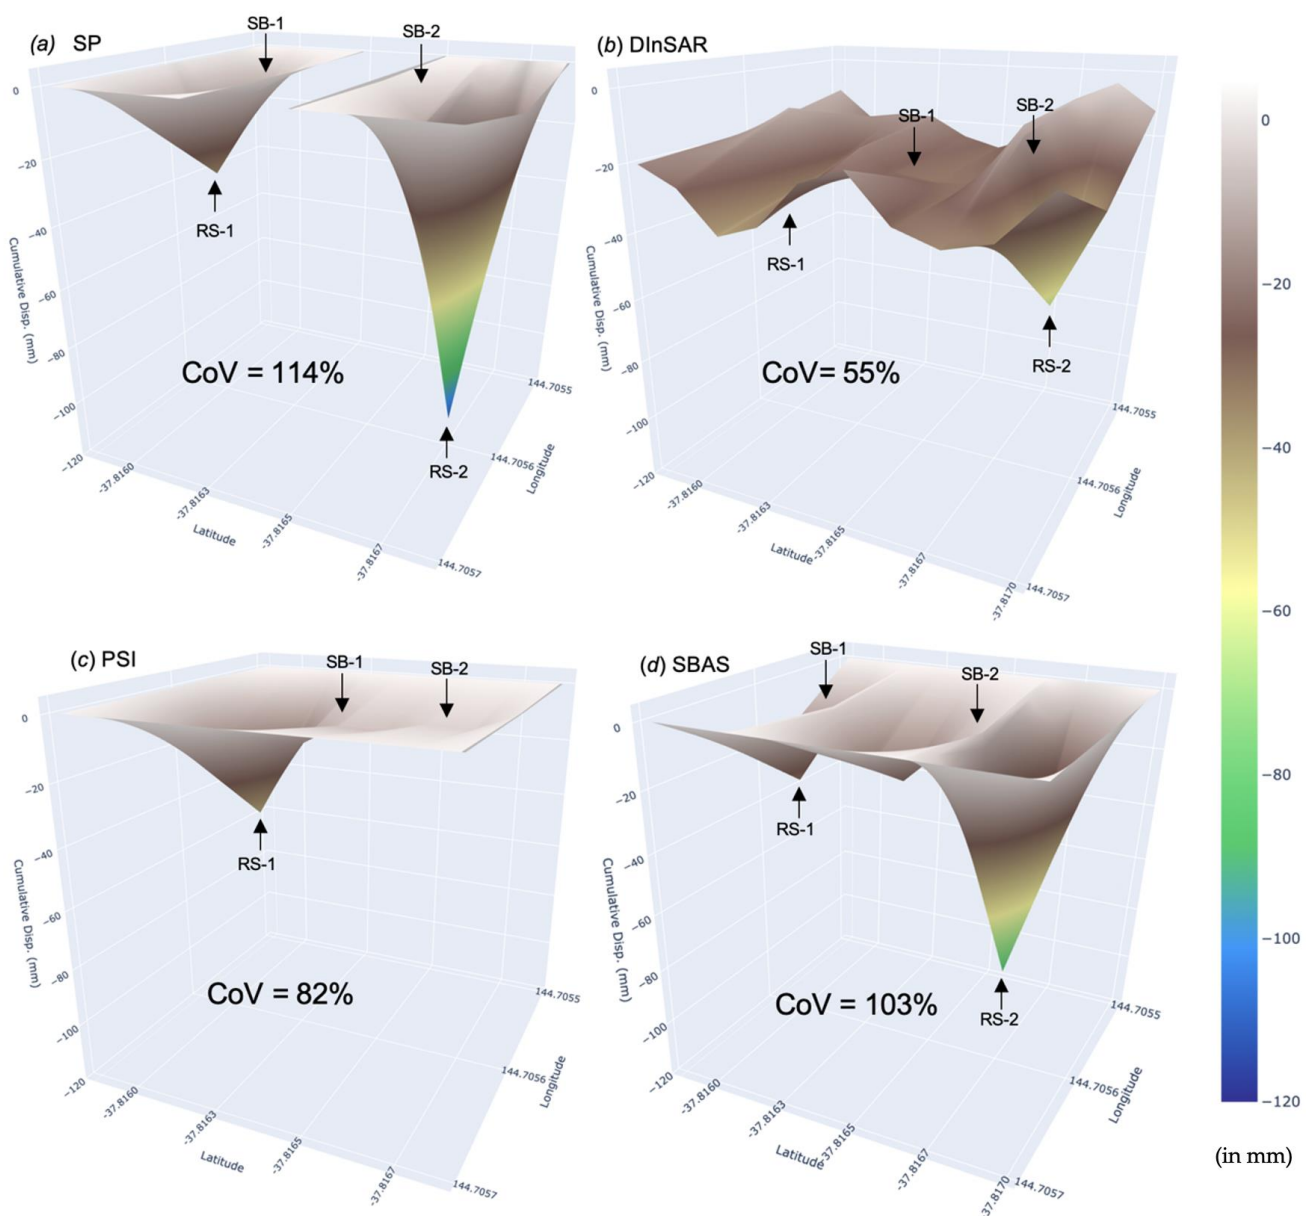 (a) SP
SB-1
SB-2
0
−20
−40
−60
−80
−100
−120
Cumulative Disp. (mm)
RS-1
CoV = 114%
RS-2
144.7055
144.7056
144.7057
Longitude
-37.8160
-37.8163
-37.8165
-37.8167
Latitude
(b) DInSAR
SB-1
SB-2
0
−20
−40
−60
−80
−100
−120
Cumulative Disp. (mm)
RS-1
RS-2
CoV= 55%
144.7055
144.7056
144.7057
Longitude
-37.8160
-37.8163
-37.8165
-37.8167
-37.8170
Latitude
(c) PSI
SB-1
SB-2
0
−20
−40
−60
−80
−100
−120
Cumulative Disp. (mm)
RS-1
CoV = 82%
144.7055
144.7056
144.7057
Longitude
-37.8160
-37.8163
-37.8165
-37.8167
Latitude
(d) SBAS
SB-1
SB-2
0
−20
−40
−60
−80
−100
−120
Cumulative Disp. (mm)
RS-1
CoV = 103%
RS-2
144.7055
144.7056
144.7057
Longitude
-37.8160
-37.8163
-37.8165
-37.8167
37.8170
Latitude
0
−20
−40
−60
−80
−100
−120
(in mm)